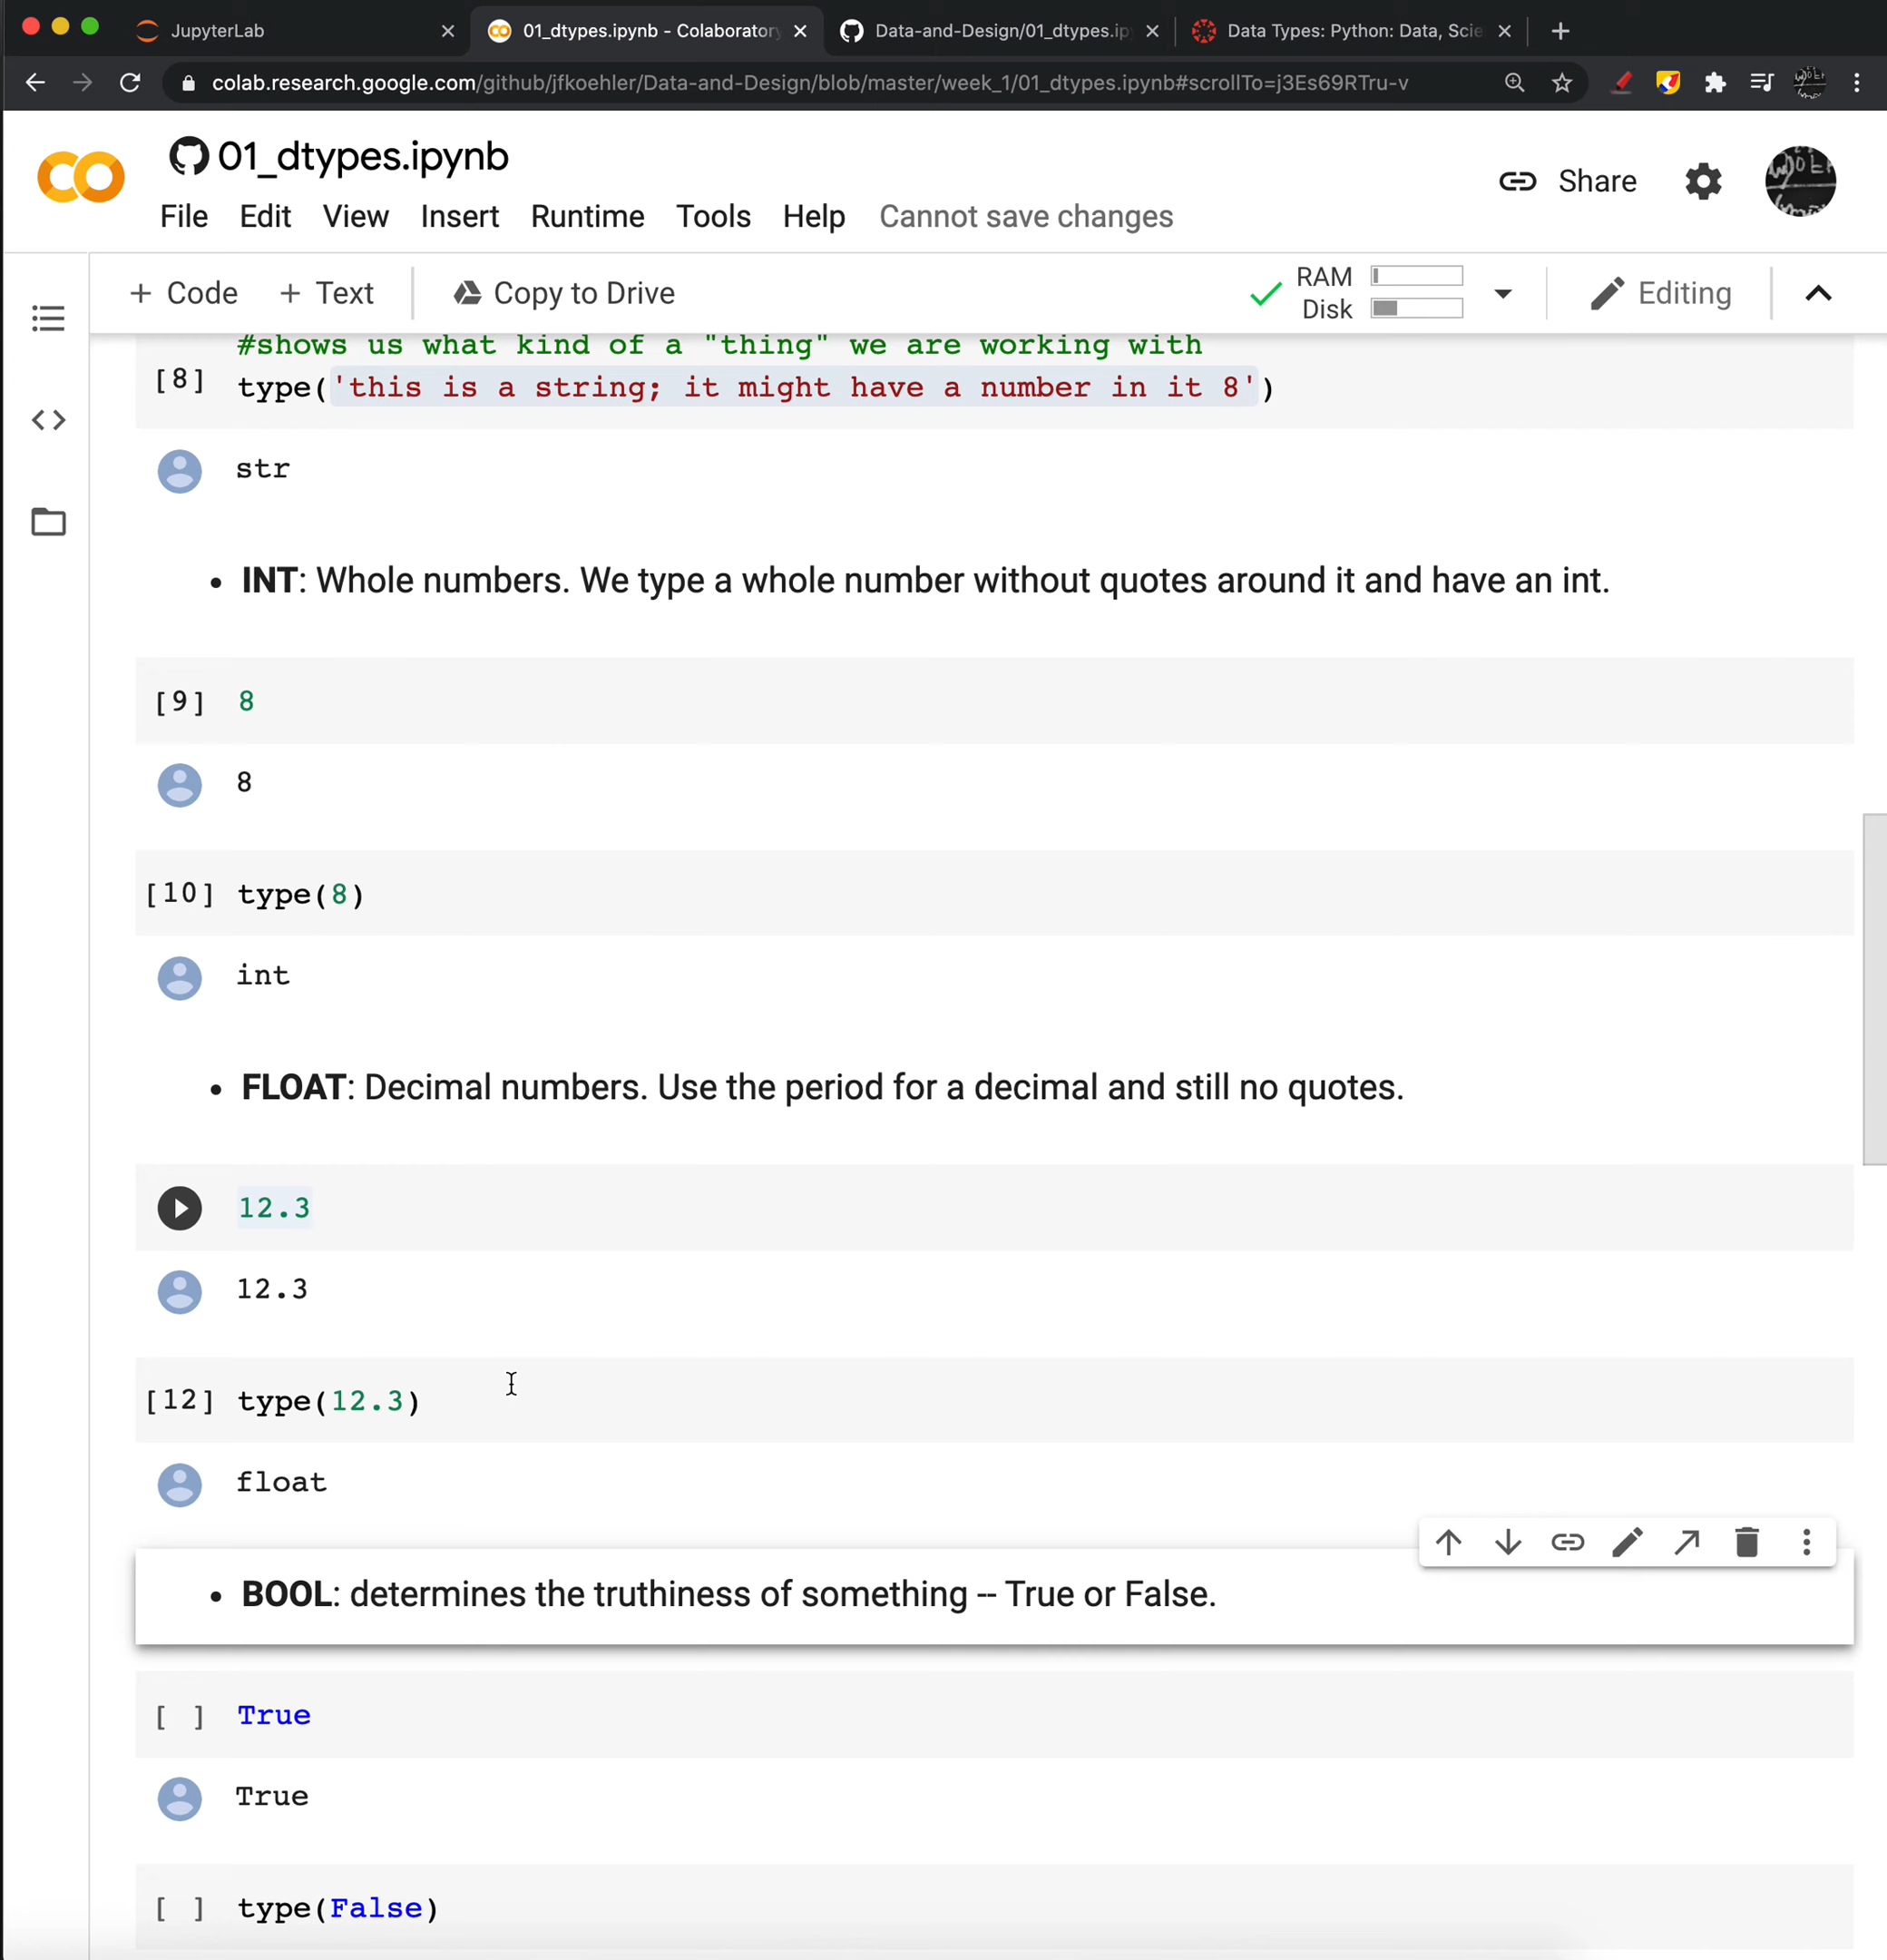 JupyterLab
01_dtypes.ipynb - Colaboratory
Data-and-Design/01_dtypes.ip
Data Types: Python: Data, Scie
colab.research.google.com/github/jfkoehler/Data-and-Design/blob/master/week_1/01_dtypes.ipynb#scrollTo=j3Es69RTru-v
01_dtypes.ipynb
Share
File Edit View Insert Runtime Tools Help Cannot save changes
+ Code + Text Copy to Drive
RAM
Disk
Editing
#shows us what kind of a "thing" we are working with
[8] type('this is a string; it might have a number in it 8')
str
• INT: Whole numbers. We type a whole number without quotes around it and have an int.
[9] 8
8
[10] type(8)
int
• FLOAT: Decimal numbers. Use the period for a decimal and still no quotes.
12.3
12.3
[12] type(12.3)
float
• BOOL: determines the truthiness of something -- True or False.
[ ] True
True
[ ] type(False)